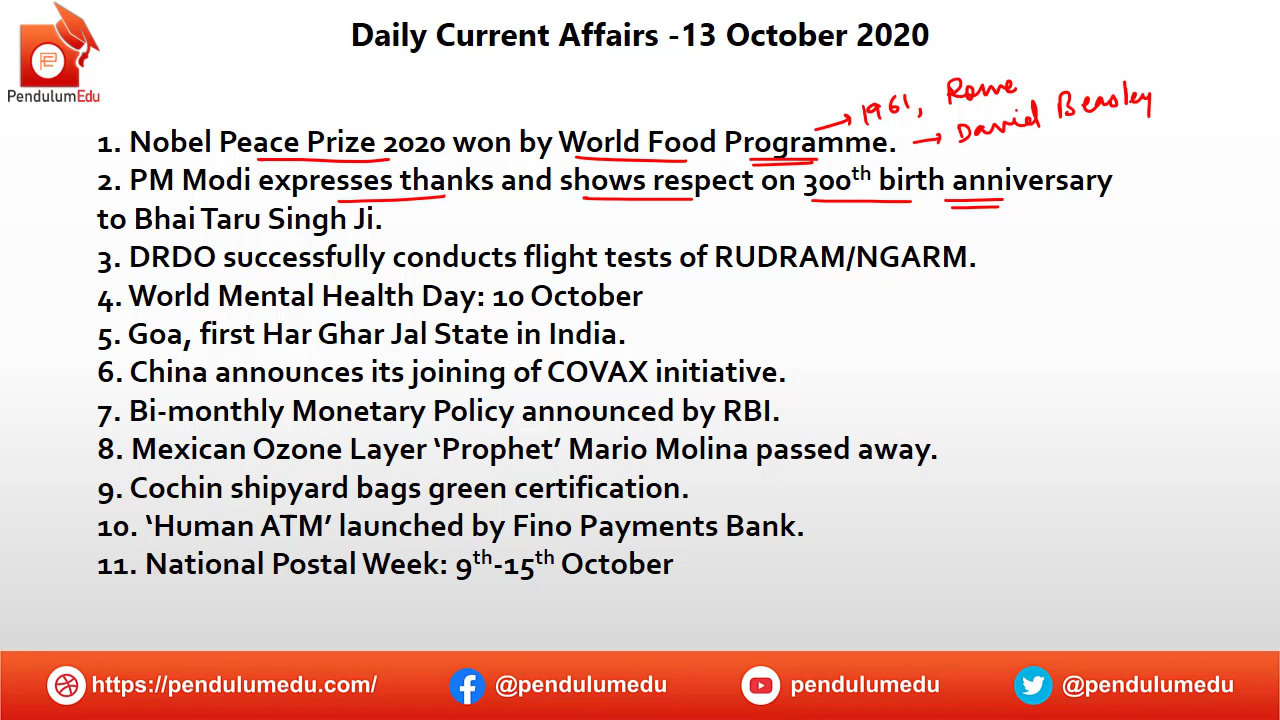 Daily Current Affairs -13 October 2020
PendulumEdu
1961, Rome
David Beasley
1. Nobel Peace Prize 2020 won by World Food Programme.
2. PM Modi expresses thanks and shows respect on 300th birth anniversary
to Bhai Taru Singh Ji.
3. DRDO successfully conducts flight tests of RUDRAM/NGARM.
4. World Mental Health Day: 10 October
5. Goa, first Har Ghar Jal State in India.
6. China announces its joining of COVAX initiative.
7. Bi-monthly Monetary Policy announced by RBI.
8. Mexican Ozone Layer ‘Prophet’ Mario Molina passed away.
9. Cochin shipyard bags green certification.
10. ‘Human ATM’ launched by Fino Payments Bank.
11. National Postal Week: 9th-15th October
https://pendulumedu.com/ @pendulumedu pendulumedu @pendulumedu